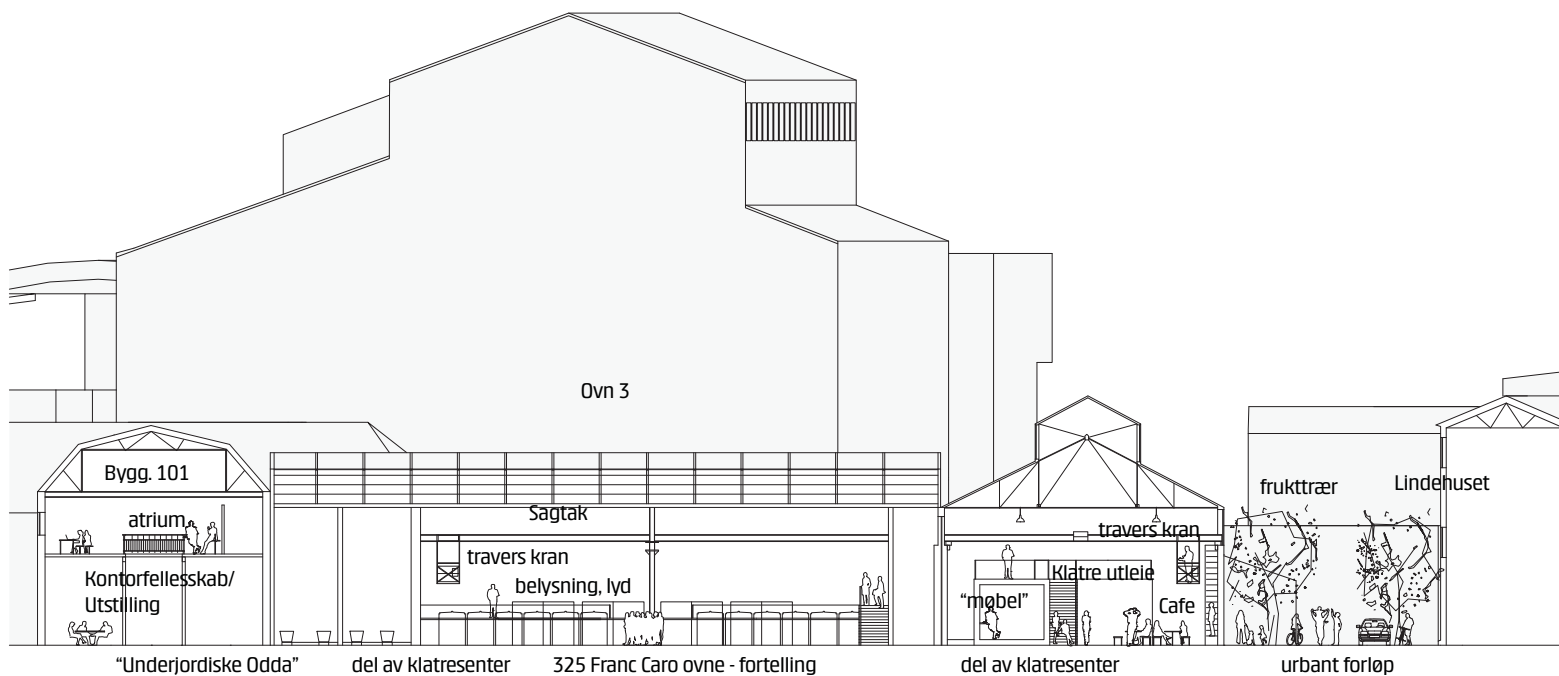 Ovn 3
Bygg. 101
frukttrær
Lindehuset
atrium
Sagtak
travers kran
travers kran
Kontorfellesskab/
Utstilling
belysning, lyd
Klatre utleie
"møbel"
Cafe
"Underjordiske Odda"
del av klatresenter
325 Franc Caro ovne - fortelling
del av klatresenter
urbant forløp